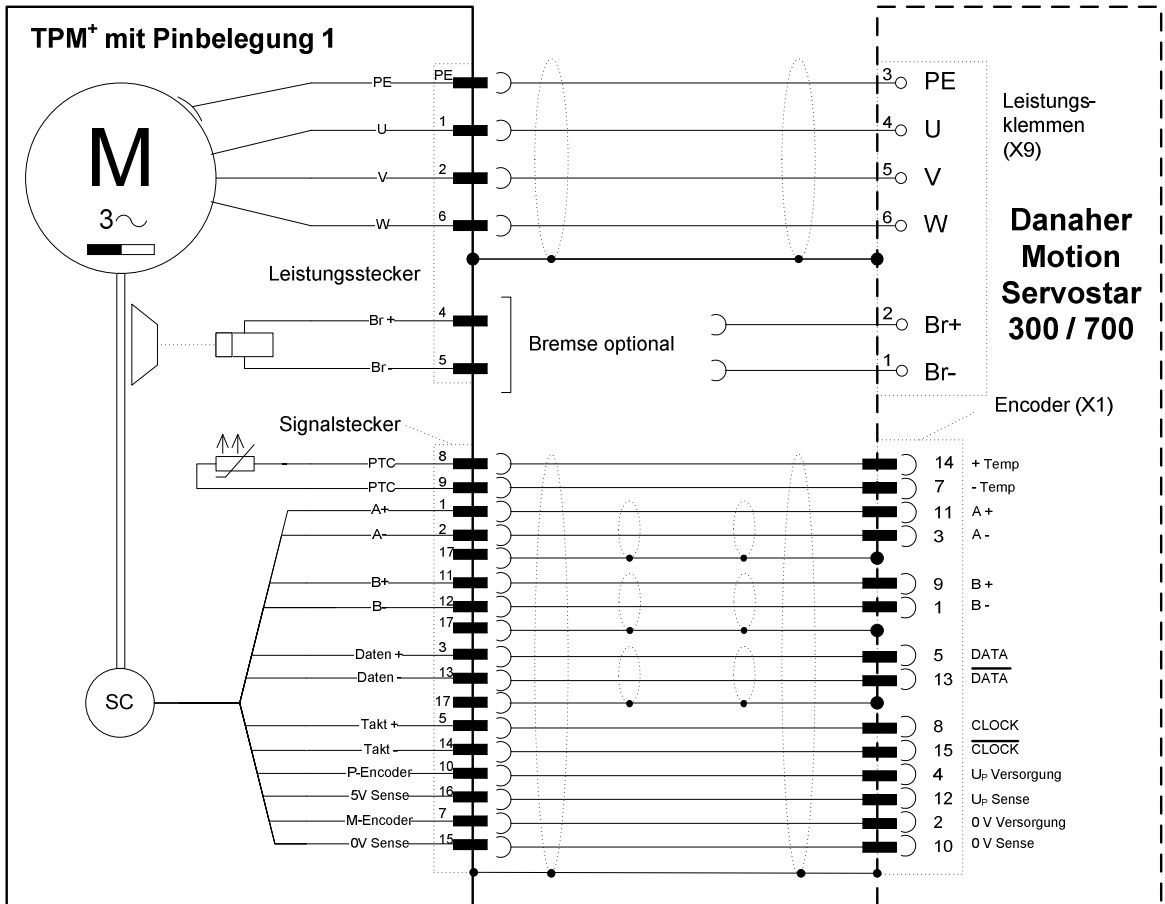 TPM+ mit Pinbelegung 1
M
3
PE PE 3 PE
U 1 4 U
V 2 5 V
W 6 6 W
Leistungs-
klemmen
(X9)
Danaher
Motion
Servostar
300 / 700
Leistungsstecker
Br + 4 2 Br+
Br - 5 1 Br-
Bremse optional
Encoder (X1)
Signalstecker
PTC 8 14 + Temp
PTC 9 7 - Temp
A+ 1 11 A +
A- 2 3 A -
17
B+ 11 9 B +
B- 12 1 B -
17
Daten + 3 5 DATA
Daten - 13 13 DATA
17
SC
Takt + 5 8 CLOCK
Takt - 14 15 CLOCK
P-Encoder 10 4 UP Versorgung
5V Sense 16 12 UP Sense
M-Encoder 7 2 0 V Versorgung
0V Sense 15 10 0 V Sense